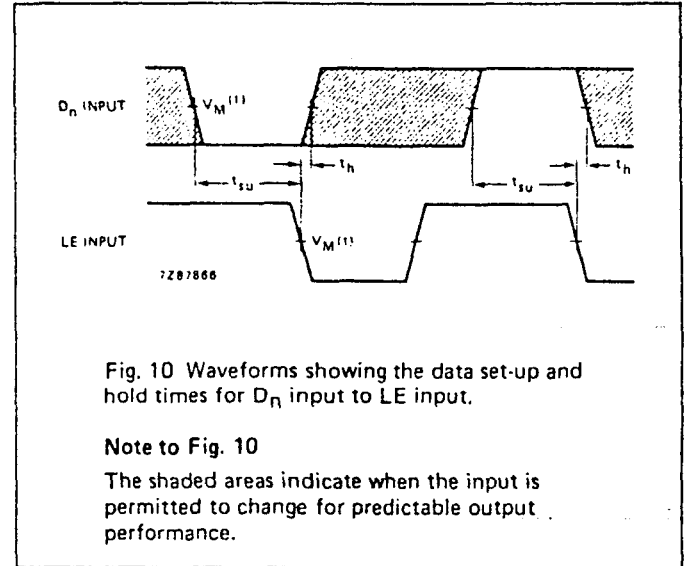 Dn INPUT
VM(1)
tsu
th
tsu
th
LE INPUT
VM(1)
7Z87866
Fig. 10 Waveforms showing the data set-up and
hold times for Dn input to LE input.
Note to Fig. 10
The shaded areas indicate when the input is
permitted to change for predictable output
performance.